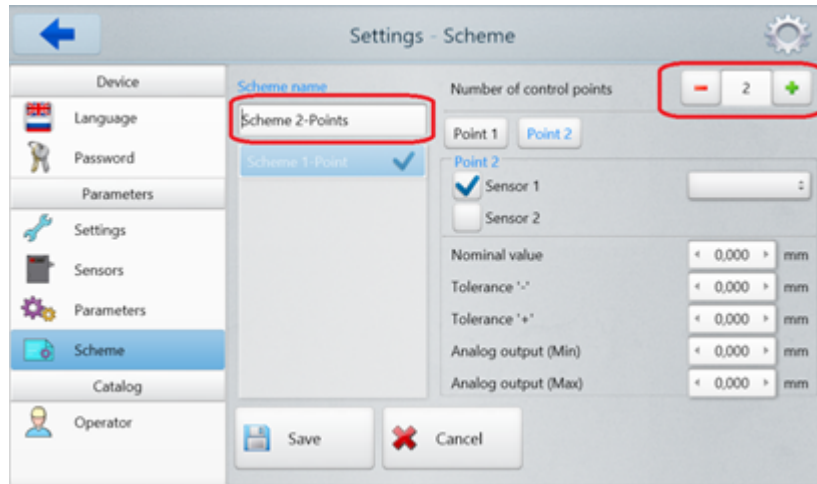 Settings - Scheme
Device
Language
Password
Parameters
Settings
Sensors
Parameters
Scheme
Catalog
Operator
Scheme name
Scheme 2-Points
Scheme 1-Point
Number of control points
2
Point 1
Point 2
Point 2
Sensor 1
Sensor 2
Nominal value 0,000 mm
Tolerance '-' 0,000 mm
Tolerance '+' 0,000 mm
Analog output (Min) 0,000 mm
Analog output (Max) 0,000 mm
Save
Cancel